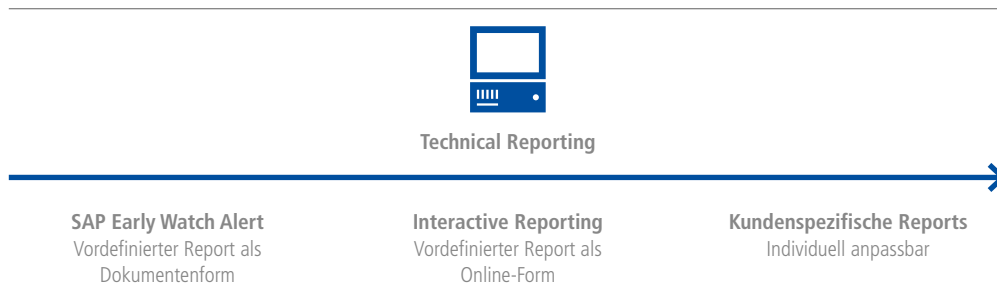 Technical Reporting
SAP Early Watch Alert
Vordefinierter Report als
Dokumentenform
Interactive Reporting
Vordefinierter Report als
Online-Form
Kundenspezifische Reports
Individuell anpassbar